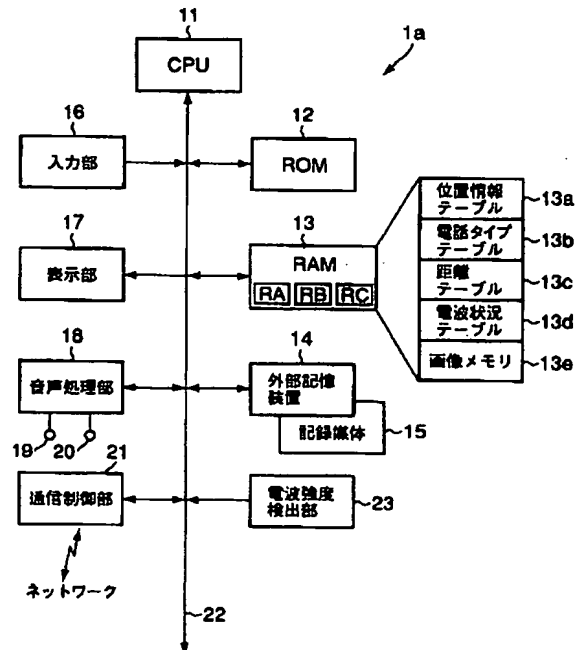 11
1a
CPU
16
入力部
12
ROM
17
表示部
13
RAM
RA RB RC
位置情報
テーブル
13a
電話タイプ
テーブル
13b
距離
テーブル
13c
電波状況
テーブル
13d
画像メモリ
13e
18
音声処理部
19
20
14
外部記憶
装置
記録媒体
15
21
通信制御部
電波強度
検出部
23
ネットワーク
22